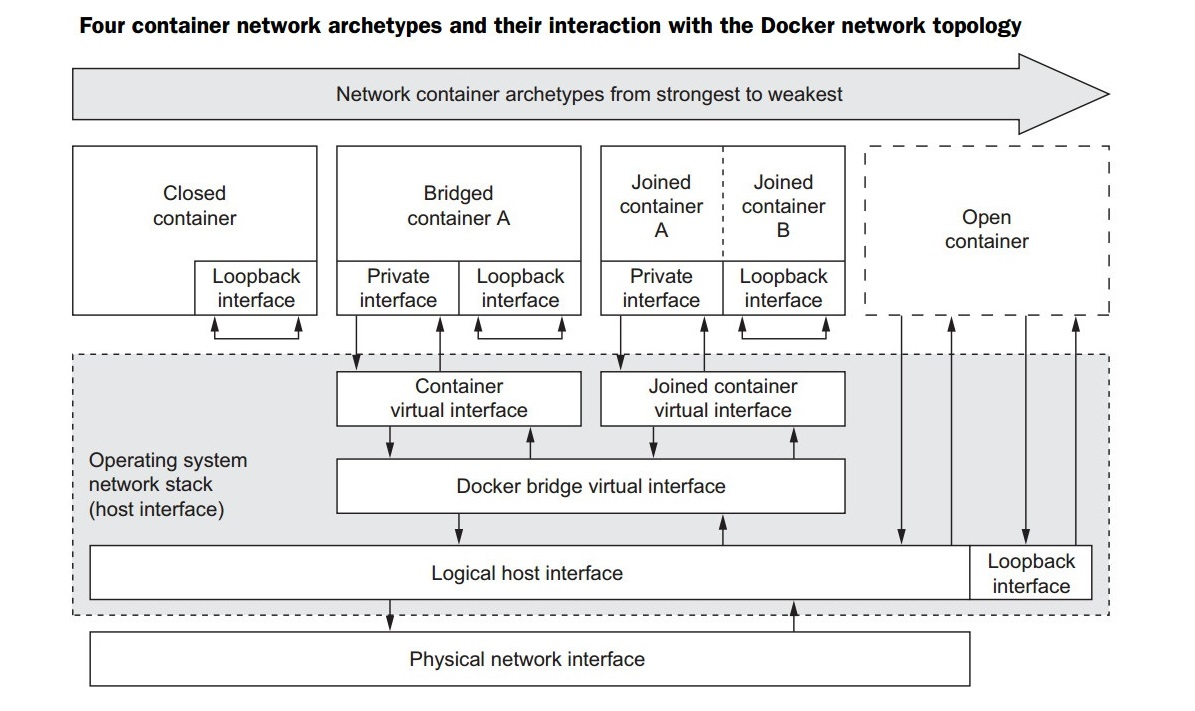 Four container network archetypes and their interaction with the Docker network topology
Network container archetypes from strongest to weakest
Closed
container
Loopback
interface
Bridged
container A
Private
interface
Loopback
interface
Joined
container
A
Joined
container
B
Private
interface
Loopback
interface
Open
container
Container
virtual interface
Joined container
virtual interface
Operating system
network stack
(host interface)
Docker bridge virtual interface
Logical host interface
Loopback
interface
Physical network interface